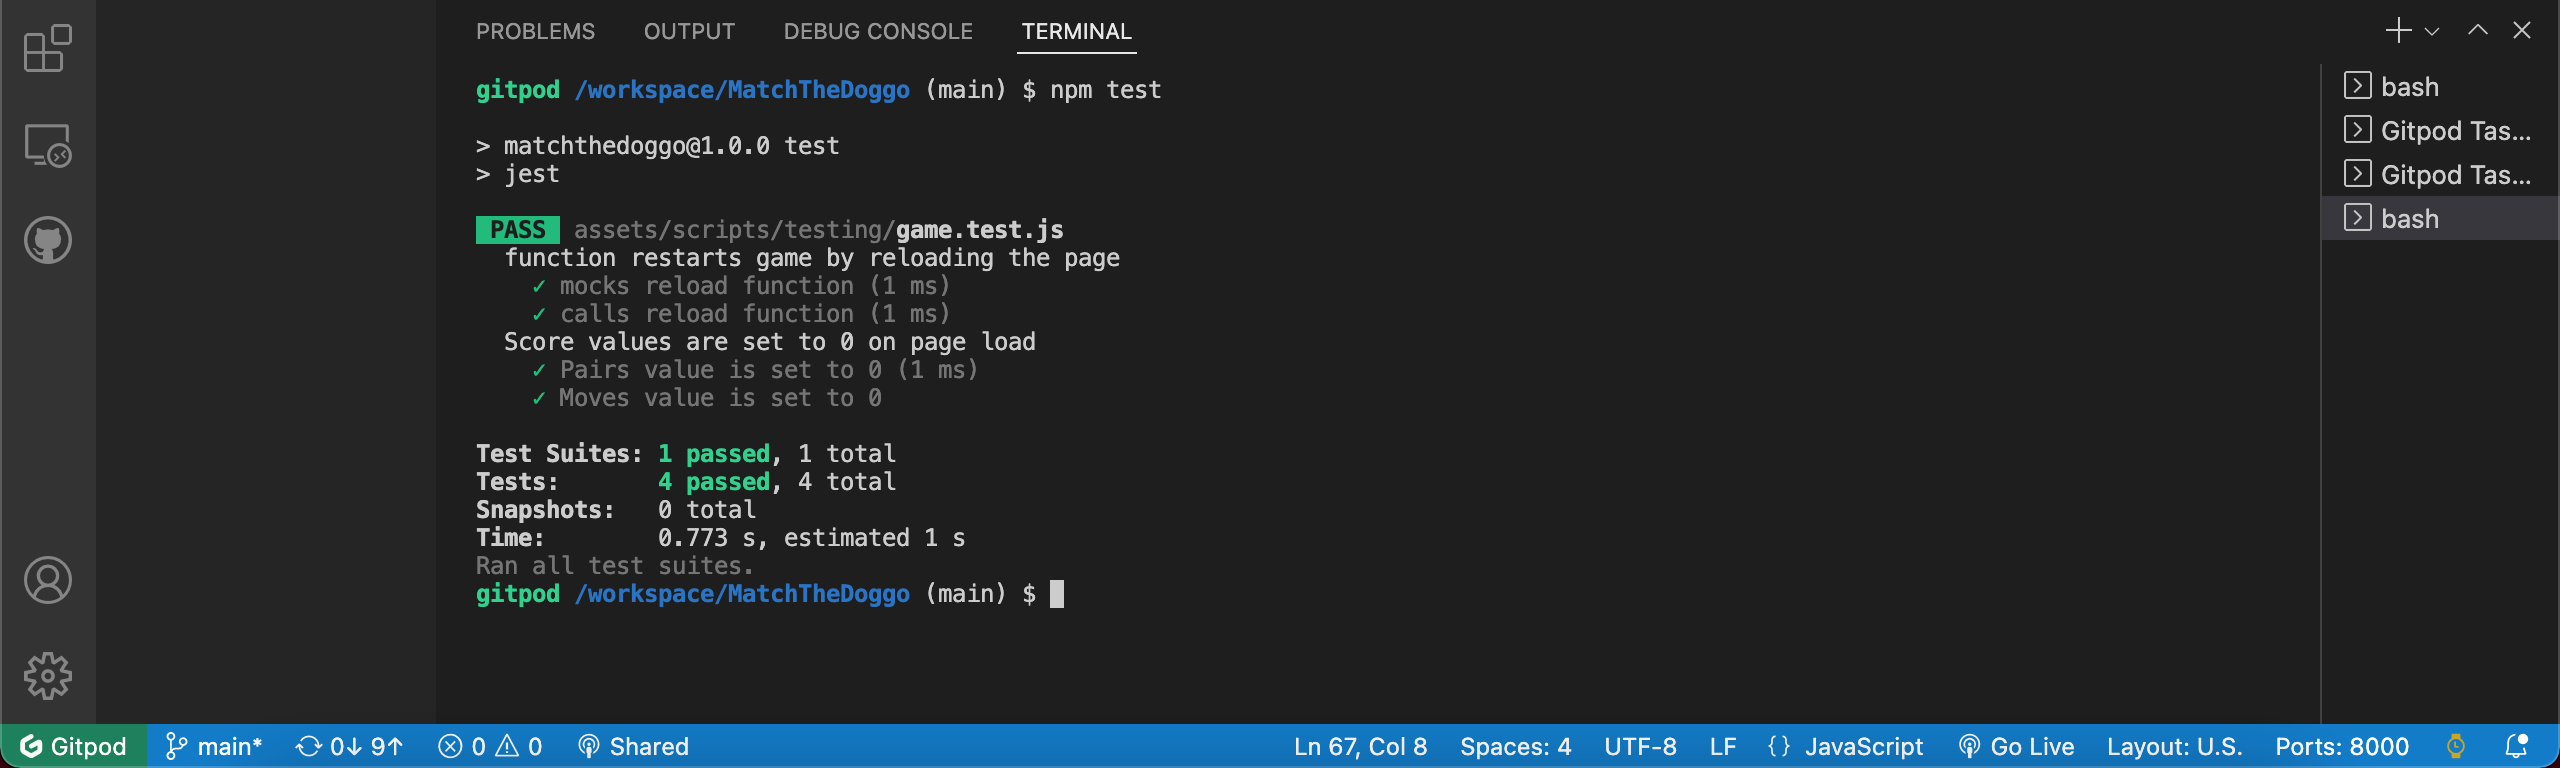 PROBLEMS OUTPUT DEBUG CONSOLE TERMINAL
gitpod /workspace/MatchTheDoggo (main) $ npm test
> matchthedoggo@1.0.0 test
> jest
PASS assets/scripts/testing/game.test.js
function restarts game by reloading the page
✓ mocks reload function (1 ms)
✓ calls reload function (1 ms)
Score values are set to 0 on page load
✓ Pairs value is set to 0 (1 ms)
✓ Moves value is set to 0
Test Suites: 1 passed, 1 total
Tests: 4 passed, 4 total
Snapshots: 0 total
Time: 0.773 s, estimated 1 s
Ran all test suites.
gitpod /workspace/MatchTheDoggo (main) $
bash
Gitpod Tas...
Gitpod Tas...
bash
Gitpod main* 0↓ 9↑ 0 0 Shared Ln 67, Col 8 Spaces: 4 UTF-8 LF {} JavaScript Go Live Layout: U.S. Ports: 8000